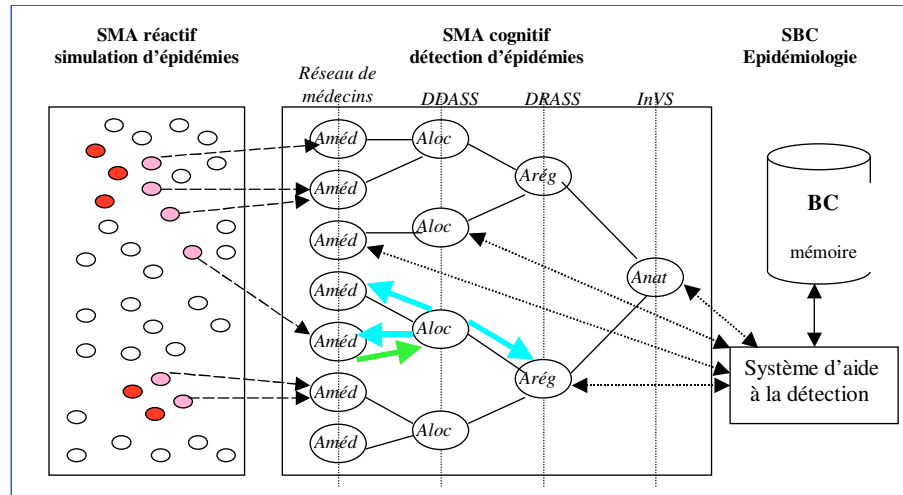 SMA réactif
simulation d'épidémies
SMA cognitif
détection d'épidémies
SBC
Epidémiologie
Réseau de
médecins
DDASS
DRASS
InVS
Améd
Aloc
Arég
Améd
Améd
Aloc
Anat
Améd
Aloc
Améd
Arég
Améd
Aloc
Améd
BC
mémoire
Système d'aide
à la détection